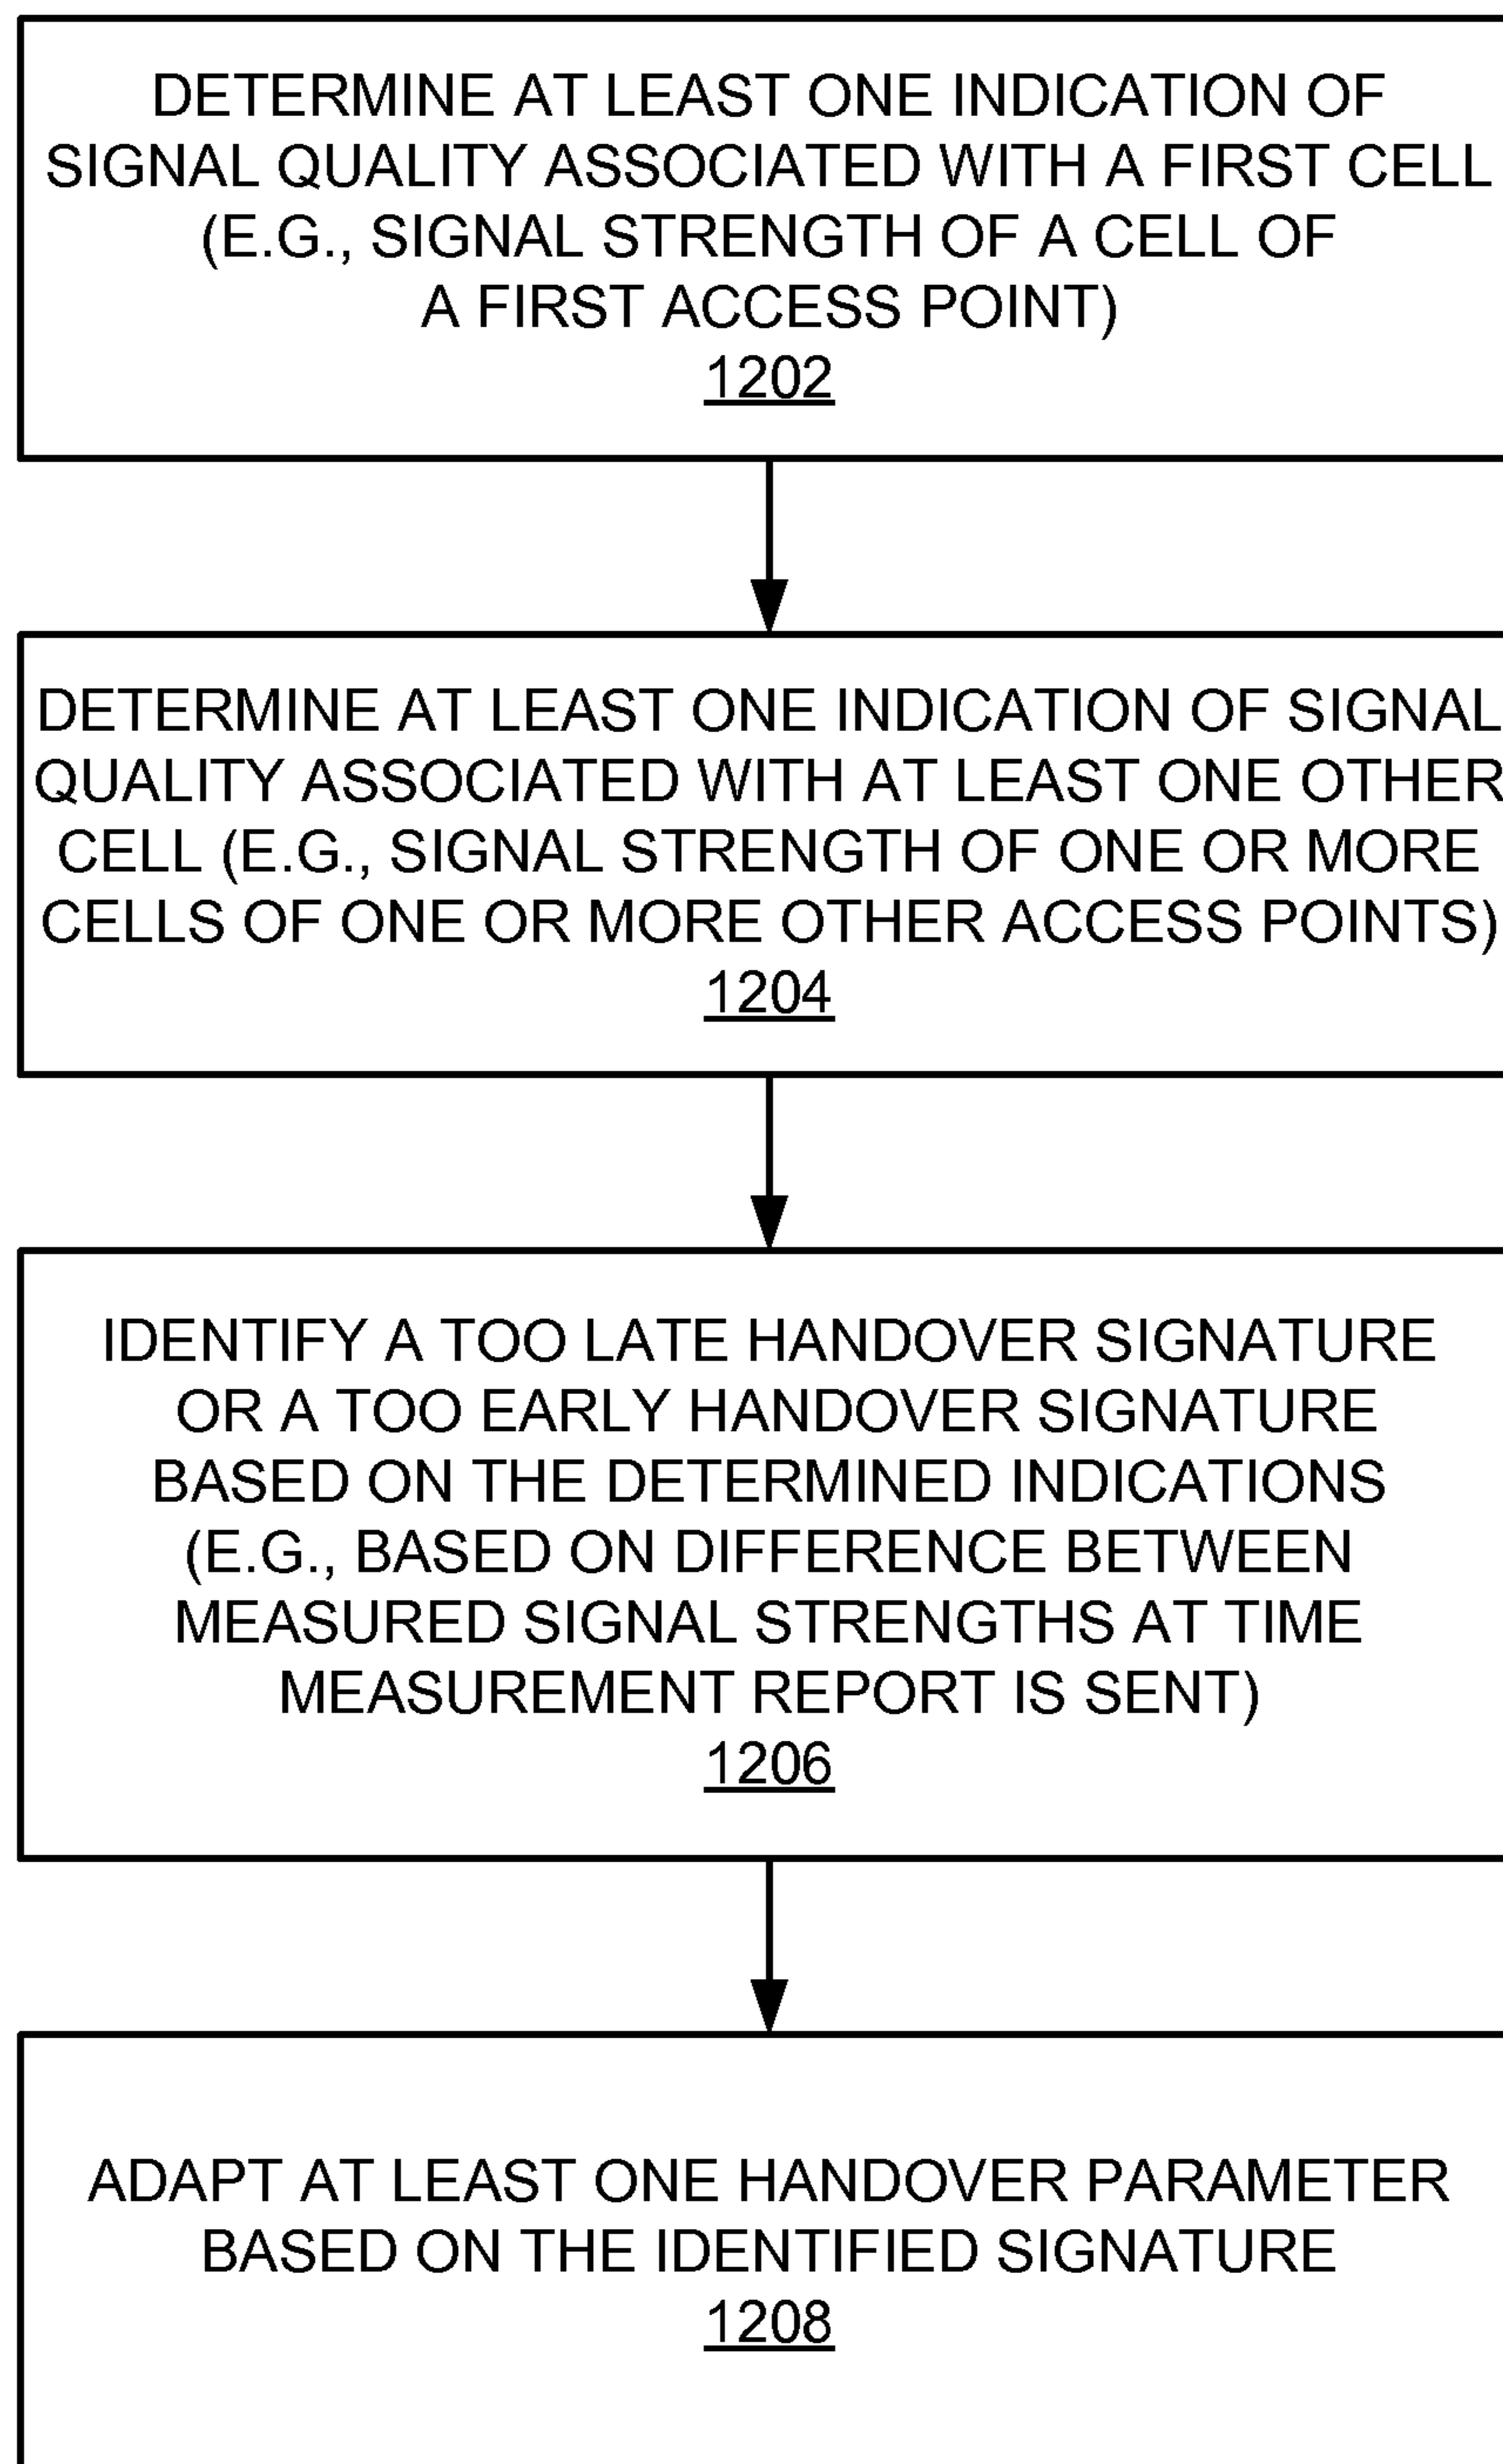 DETERMINE AT LEAST ONE INDICATION OF
SIGNAL QUALITY ASSOCIATED WITH A FIRST CELL
(E.G., SIGNAL STRENGTH OF A CELL OF
A FIRST ACCESS POINT)
1202
DETERMINE AT LEAST ONE INDICATION OF SIGNAL
QUALITY ASSOCIATED WITH AT LEAST ONE OTHER
CELL (E.G., SIGNAL STRENGTH OF ONE OR MORE
CELLS OF ONE OR MORE OTHER ACCESS POINTS)
1204
IDENTIFY A TOO LATE HANDOVER SIGNATURE
OR A TOO EARLY HANDOVER SIGNATURE
BASED ON THE DETERMINED INDICATIONS
(E.G., BASED ON DIFFERENCE BETWEEN
MEASURED SIGNAL STRENGTHS AT TIME
MEASUREMENT REPORT IS SENT)
1206
ADAPT AT LEAST ONE HANDOVER PARAMETER
BASED ON THE IDENTIFIED SIGNATURE
1208